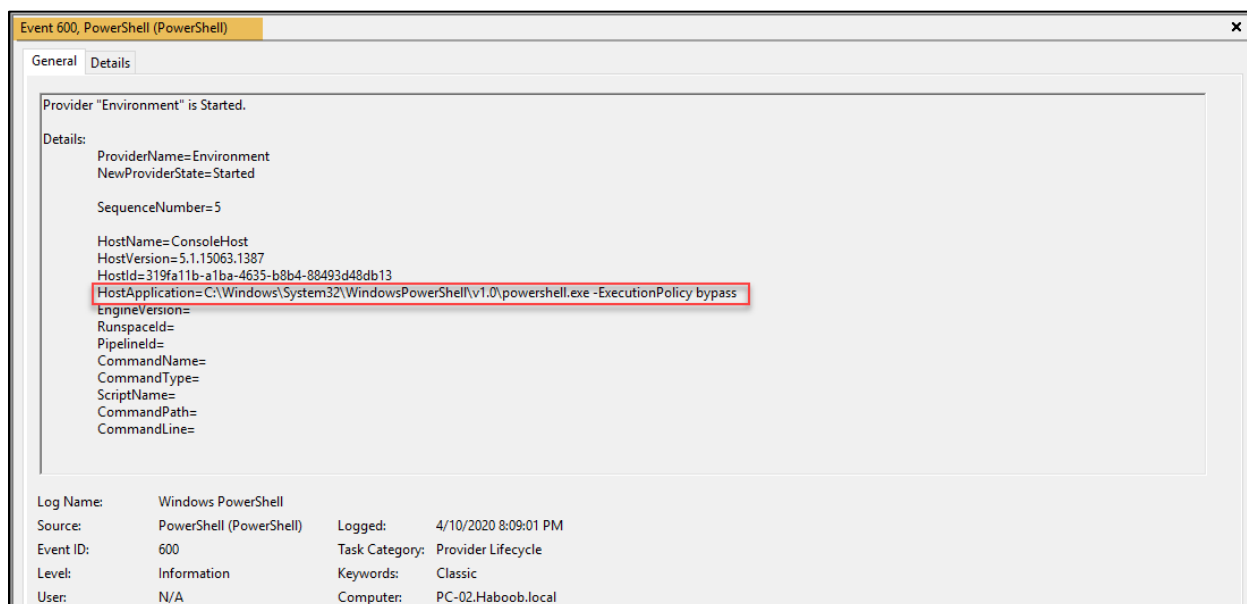 Event 600, PowerShell (PowerShell)
General Details
Provider "Environment" is Started.
Details:
ProviderName=Environment
NewProviderState=Started
SequenceNumber=5
HostName=ConsoleHost
HostVersion=5.1.15063.1387
HostId=319fa11b-a1ba-4635-b8b4-88493d48db13
HostApplication=C:\Windows\System32\WindowsPowerShell\v1.0\powershell.exe -ExecutionPolicy bypass
EngineVersion=
RunspaceId=
PipelineId=
CommandName=
CommandType=
ScriptName=
CommandPath=
CommandLine=
Log Name: Windows PowerShell
Source: PowerShell (PowerShell) Logged: 4/10/2020 8:09:01 PM
Event ID: 600 Task Category: Provider Lifecycle
Level: Information Keywords: Classic
User: N/A Computer: PC-02.Haboob.local